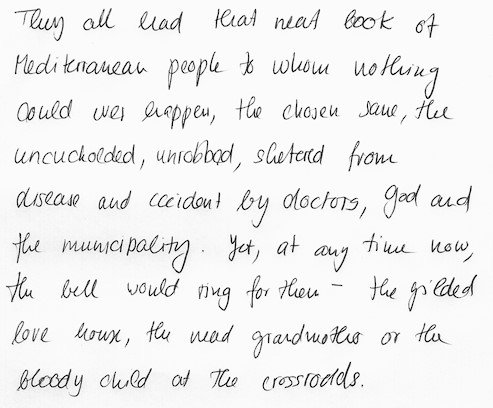 They all had that neat look of
Mediterranean people to whom nothing
could ever happen, the chosen sane, the
uncuckolded, unrobbed, sheltered from
disease and accident by doctors, God and
the municipality. Yet, at any time now,
the bell would ring for them – the gilded
love house, the mad grandmother or the
bloody child at the crossroads.